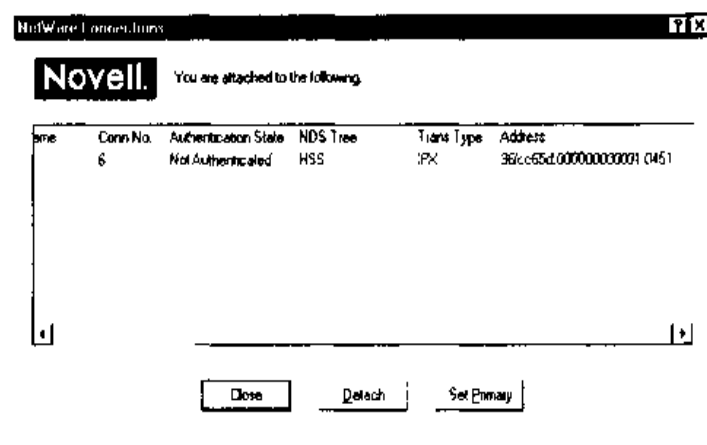 NetWare Connections
Novell.
You are attached to the following.
ame Conn No. Authentication State NDS Tree Trans Type Address
6 Not Authenticated HSS IPX
Close Detach Set Primary